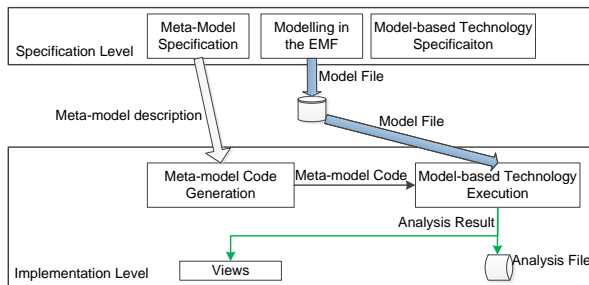 Meta-Model
Specification
Modelling in
the EMF
Model-based Technology
Specificaiton
Specification Level
Model File
Meta-model description
Model File
Meta-model Code
Generation
Meta-model Code
Model-based Technology
Execution
Analysis Result
Analysis File
Views
Implementation Level